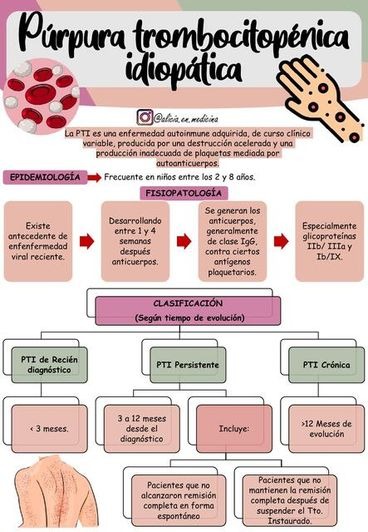 Púrpura trombocitopénica
idiopática
@alicia_en_medicina
La PTI es una enfermedad autoinmune adquirida, de curso clínico
variable, producida por una destrucción acelerada y una
producción inadecuada de plaquetas mediada por
autoanticuerpos.
EPIDEMIOLOGÍA
Frecuente en niños entre los 2 y 8 años.
FISIOPATOLOGÍA
Existe
antecedente de
enfenfermedad
viral reciente.
Desarrollando
entre 1 y 4
semanas
después
anticuerpos.
Se generan los
anticuerpos,
generalmente
de clase IgG,
contra ciertos
antígenos
plaquetarios.
Especialmente
glicoproteínas
IIb/ IIIa y
Ib/IX.
CLASIFICACIÓN
(Según tiempo de evolución)
PTI de Recién
diagnóstico
PTI Persistente
PTI Crónica
< 3 meses.
3 a 12 meses
desde el
diagnóstico
Incluye:
>12 Meses de
evolución
Pacientes que no
alcanzaron remisión
completa en forma
espontáneo
Pacientes que no
mantienen la remisión
completa después de
suspender el Tto.
Instaurado.